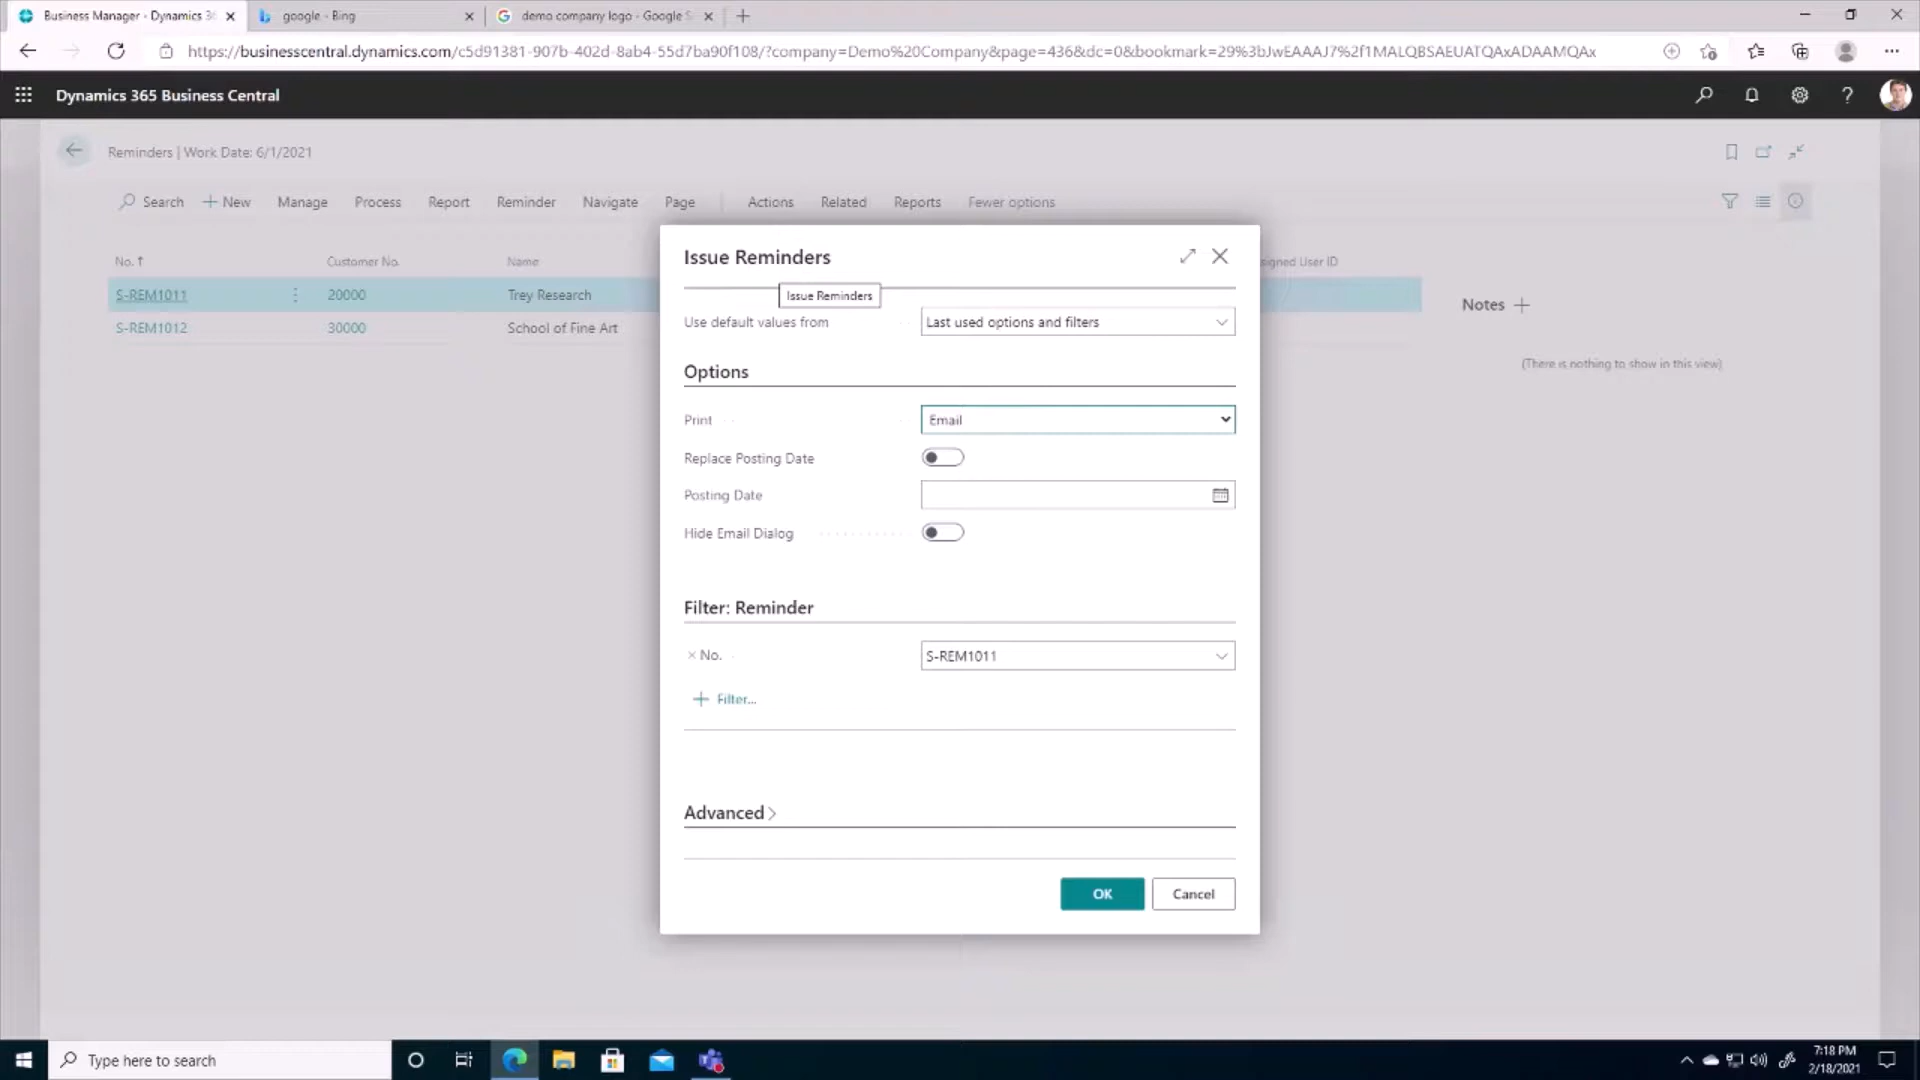 Business Manager - Dynamics 36
google - Bing
demo company logo - Google S
https://businesscentral.dynamics.com/c5d91381-907b-402d-8ab4-55d7ba90f108/?company=Demo%20Company&page=436&dc=0&bookmark=29%3bJwEAAAJ7%2f1MALQBSAEUATQAxADAAMQAx
Dynamics 365 Business Central
Reminders | Work Date: 6/1/2021
Search New Manage Process Report Reminder Navigate Page Actions Related Reports Fewer options
No. ↑ Customer No. Name signed User ID
S-REM1011 20000 Trey Research
S-REM1012 30000 School of Fine Art
Notes
(There is nothing to show in this view)
Issue Reminders
Issue Reminders
Use default values from Last used options and filters
Options
Print Email
Replace Posting Date
Posting Date
Hide Email Dialog
Filter: Reminder
× No. S-REM1011
+ Filter...
Advanced >
OK Cancel
Type here to search
7:18 PM
2/18/2021